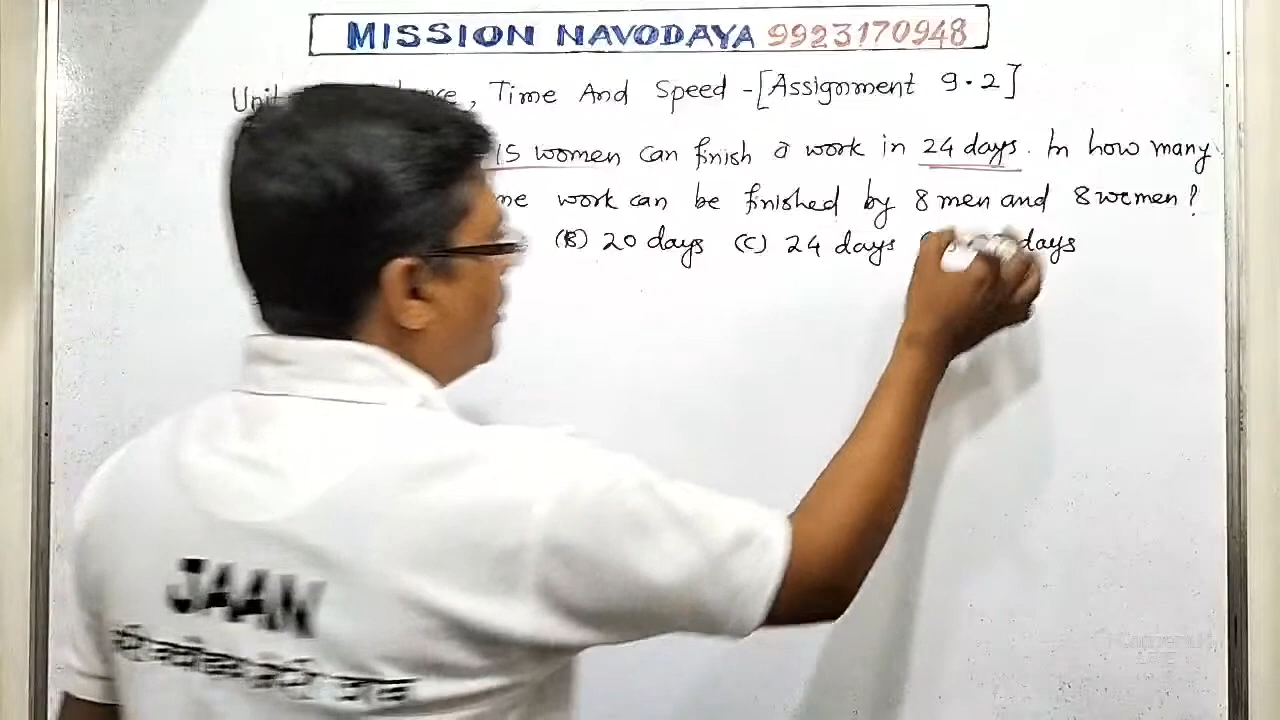 MISSION NAVODAYA 9923170948
Unit , Time And Speed - [Assignment 9.2]
15 women can finish a work in 24 days. In how many
work can be finished by 8 men and 8 women?
(B) 20 days (C) 24 days days
JAAN